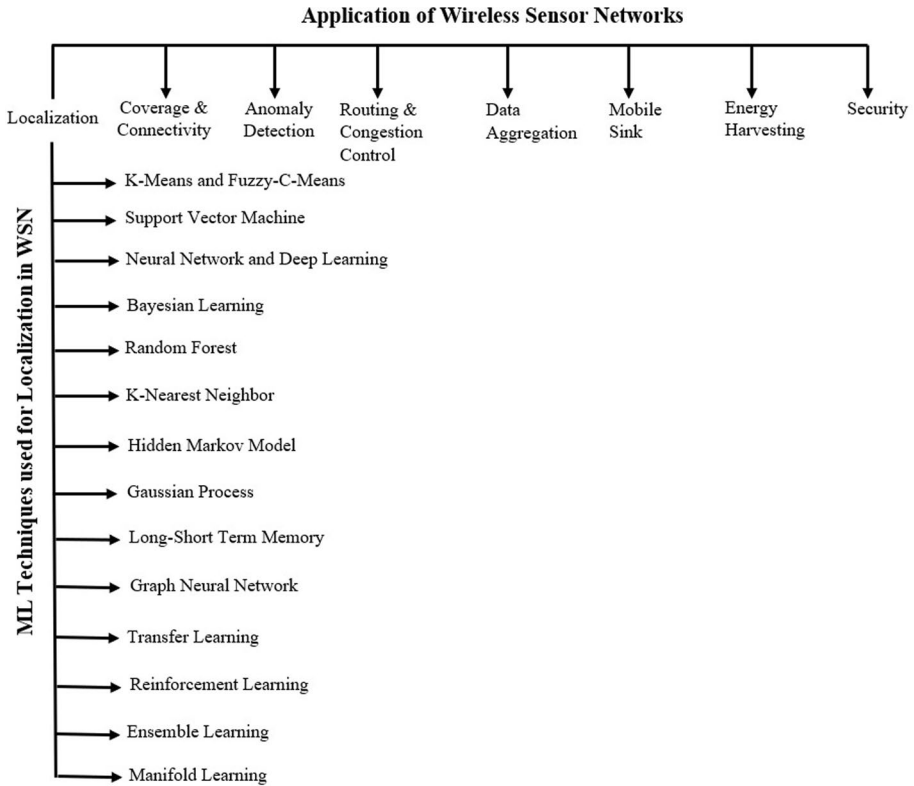 Application of Wireless Sensor Networks
Localization
Coverage &
Connectivity
Anomaly
Detection
Routing &
Congestion
Control
Data
Aggregation
Mobile
Sink
Energy
Harvesting
Security
ML Techniques used for Localization in WSN
K-Means and Fuzzy-C-Means
Support Vector Machine
Neural Network and Deep Learning
Bayesian Learning
Random Forest
K-Nearest Neighbor
Hidden Markov Model
Gaussian Process
Long-Short Term Memory
Graph Neural Network
Transfer Learning
Reinforcement Learning
Ensemble Learning
Manifold Learning